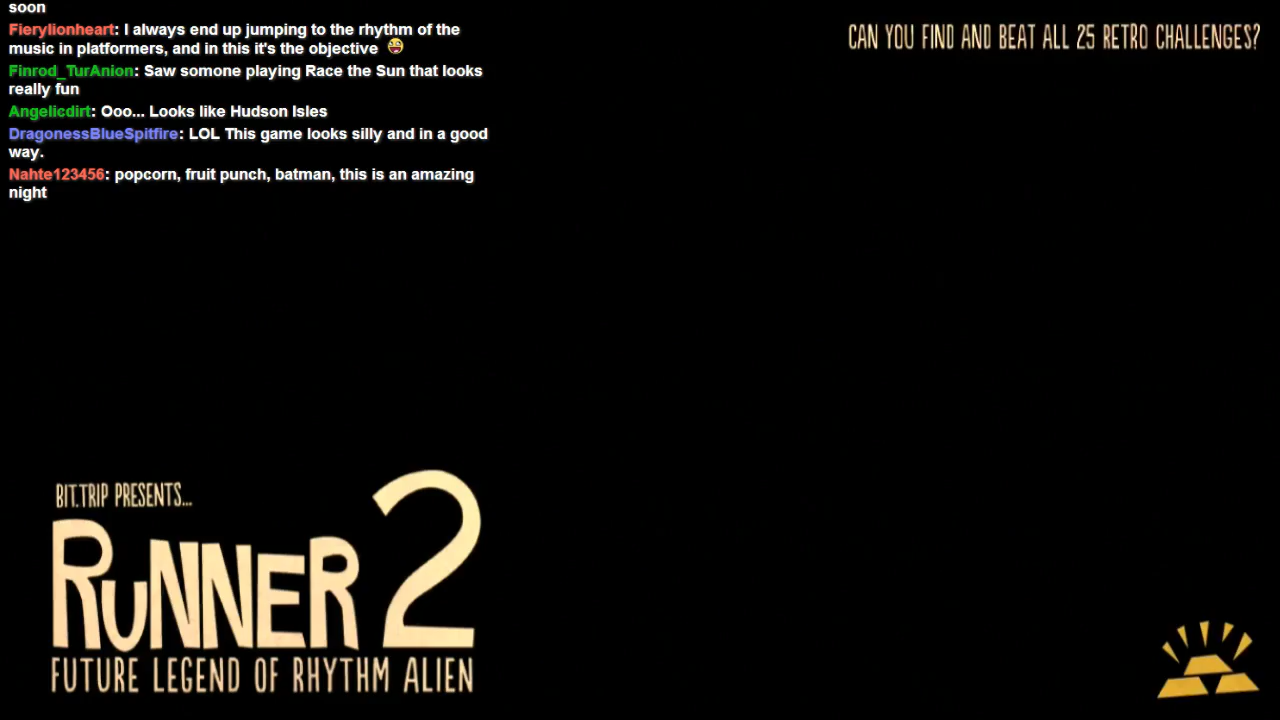 soon
Fierylionheart: I always end up jumping to the rhythm of the
music in platformers, and in this it's the objective
Finrod_TurAnion: Saw somone playing Race the Sun that looks
really fun
Angelicdirt: Ooo... Looks like Hudson Isles
DragonessBlueSpitfire: LOL This game looks silly and in a good
way.
Nahte123456: popcorn, fruit punch, batman, this is an amazing
night
CAN YOU FIND AND BEAT ALL 25 RETRO CHALLENGES?
BIT.TRIP PRESENTS...
RUNNER 2
FUTURE LEGEND OF RHYTHM ALIEN